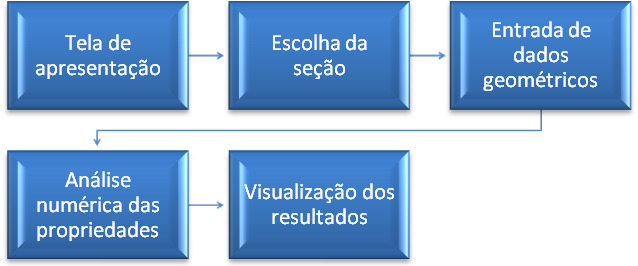 Tela de
apresentação
Escolha da
seção
Entrada de
dados
geométricos
Análise
numérica das
propriedades
Visualização dos
resultados